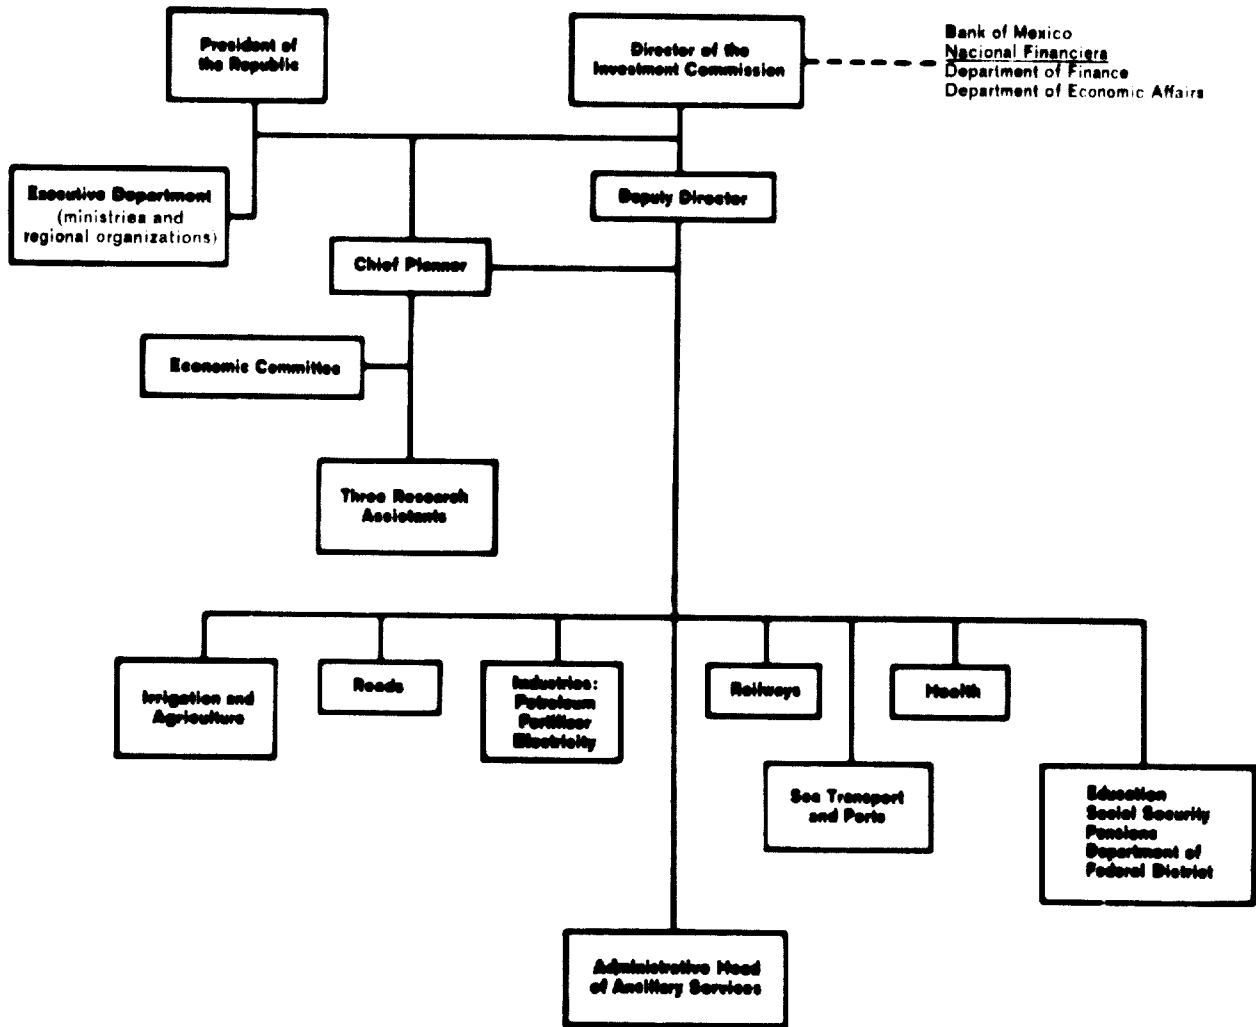 President of
the Republic
Director of the
Investment Commission
Bank of Mexico
Nacional Financiera
Department of Finance
Department of Economic Affairs
Executive Department
(ministries and
regional organizations)
Deputy Director
Chief Planner
Economic Committee
Three Research
Assistants
Irrigation and
Agriculture
Roads
Industries:
Petroleum
Fertilizer
Electricity
Railways
Health
Sea Transport
and Ports
Education
Social Security
Pensions
Department of
Federal District
Administrative Head
of Ancillary Services